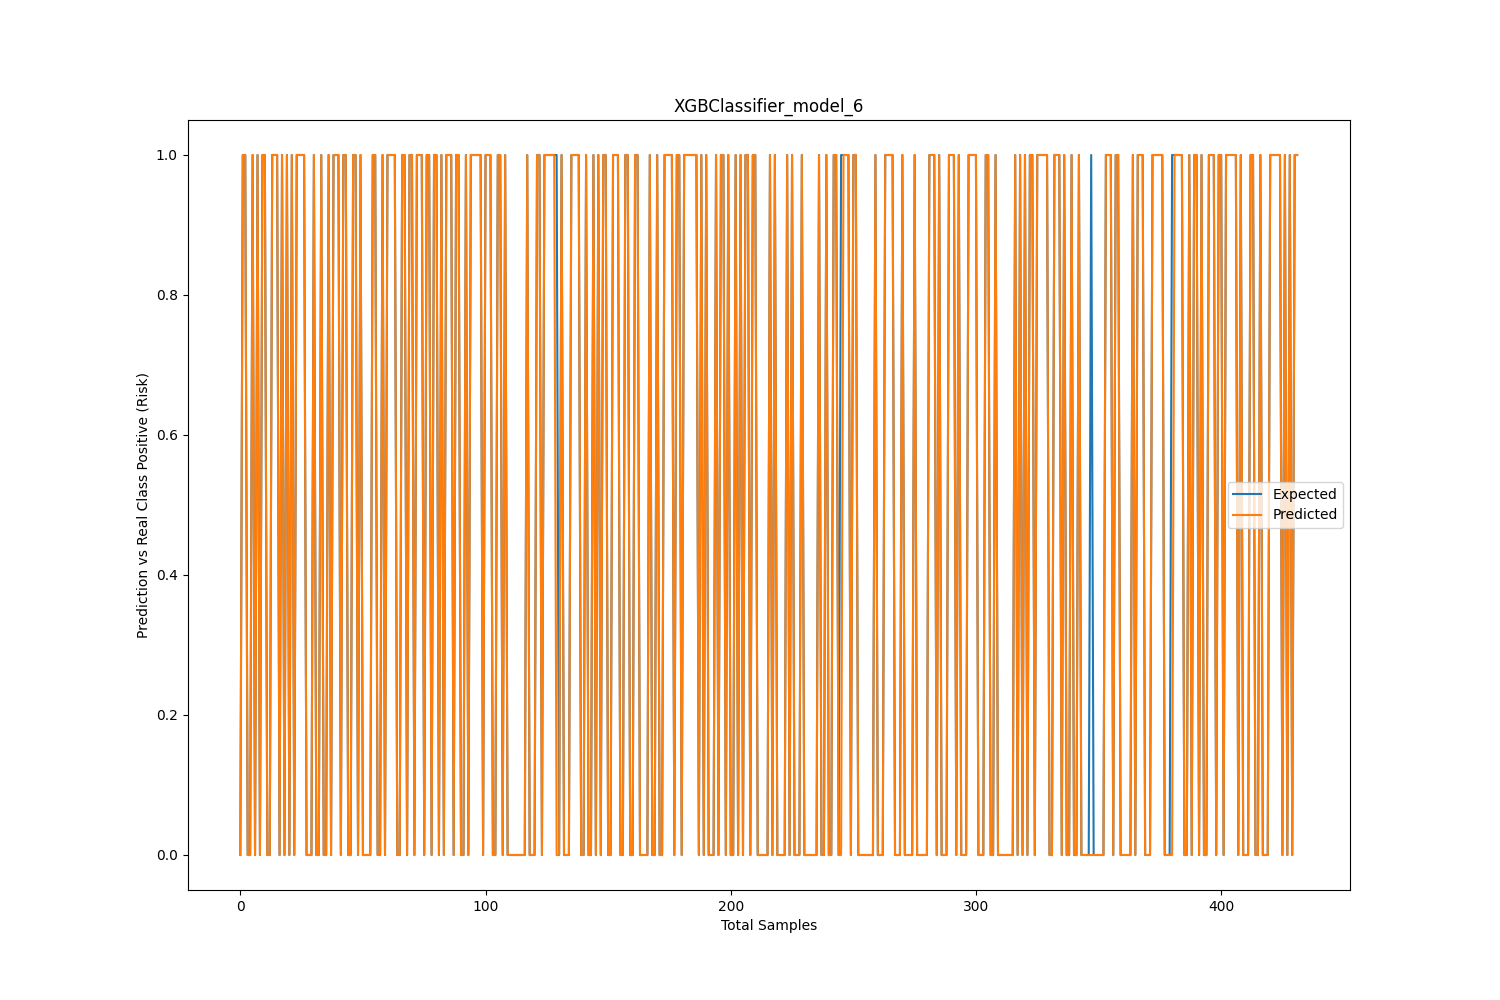 XGBClassifier_model_6
1.0
0.8
0.6
0.4
0.2
0.0
Prediction vs Real Class Positive (Risk)
Expected
Predicted
0
100
200
300
400
Total Samples